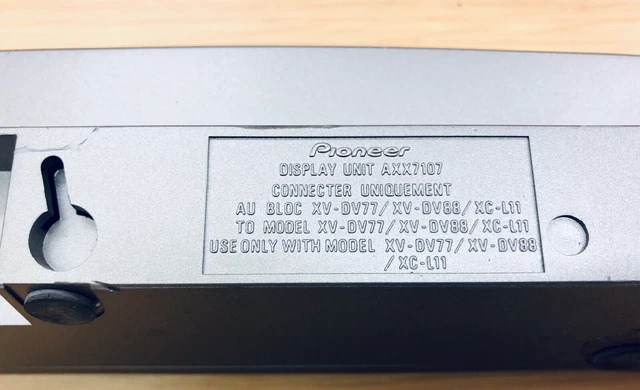 Pioneer
DISPLAY UNIT AXX7107
CONNECTER UNIQUEMENT
AU BLOC XV-DV77/XV-DV88/XC-L11
TO MODEL XV-DV77/XV-DV88/XC-L11
USE ONLY WITH MODEL XV-DV77/XV-DV88
/XC-L11